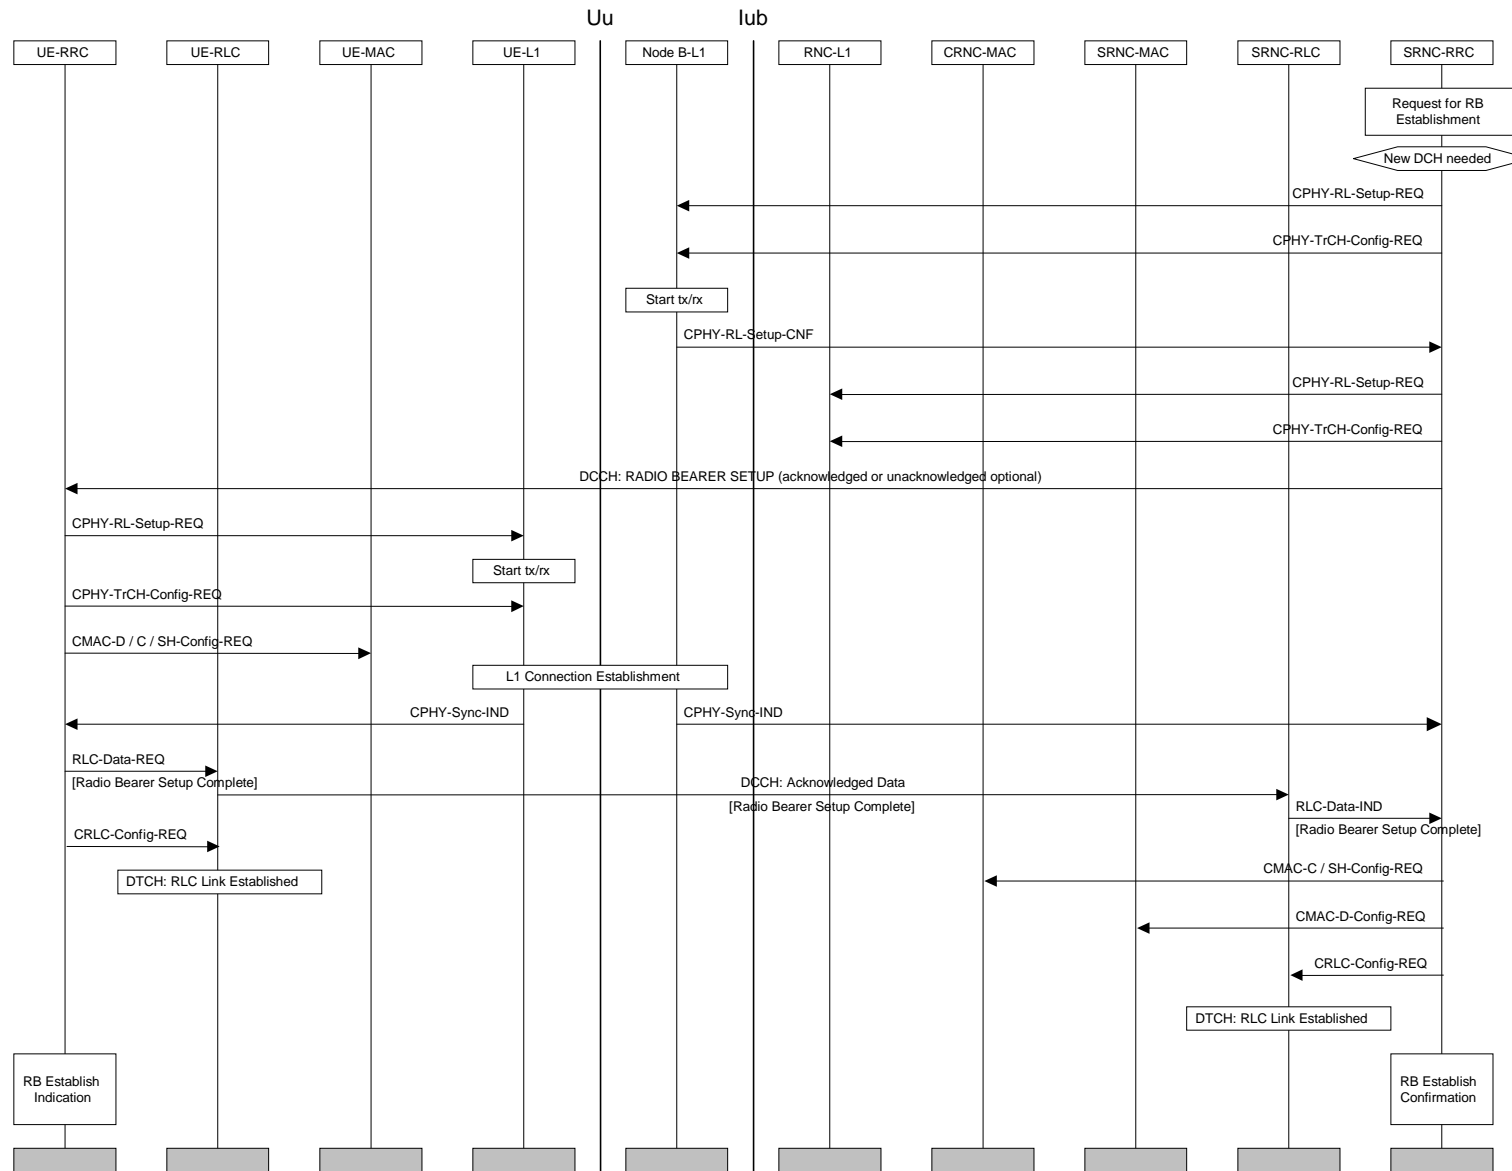 Uu
Iub
UE-RRC
UE-RLC
UE-MAC
UE-L1
Node B-L1
RNC-L1
CRNC-MAC
SRNC-MAC
SRNC-RLC
SRNC-RRC
Request for RB
Establishment
New DCH needed
CPHY-RL-Setup-REQ
CPHY-TrCH-Config-REQ
Start tx/rx
CPHY-RL-Setup-CNF
CPHY-RL-Setup-REQ
CPHY-TrCH-Config-REQ
DCCH: RADIO BEARER SETUP (acknowledged or unacknowledged optional)
CPHY-RL-Setup-REQ
Start tx/rx
CPHY-TrCH-Config-REQ
CMAC-D / C / SH-Config-REQ
L1 Connection Establishment
CPHY-Sync-IND
CPHY-Sync-IND
RLC-Data-REQ
[Radio Bearer Setup Complete]
DCCH: Acknowledged Data
[Radio Bearer Setup Complete]
RLC-Data-IND
[Radio Bearer Setup Complete]
CRLC-Config-REQ
CMAC-C / SH-Config-REQ
DTCH: RLC Link Established
CMAC-D-Config-REQ
CRLC-Config-REQ
DTCH: RLC Link Established
RB Establish
Indication
RB Establish
Confirmation